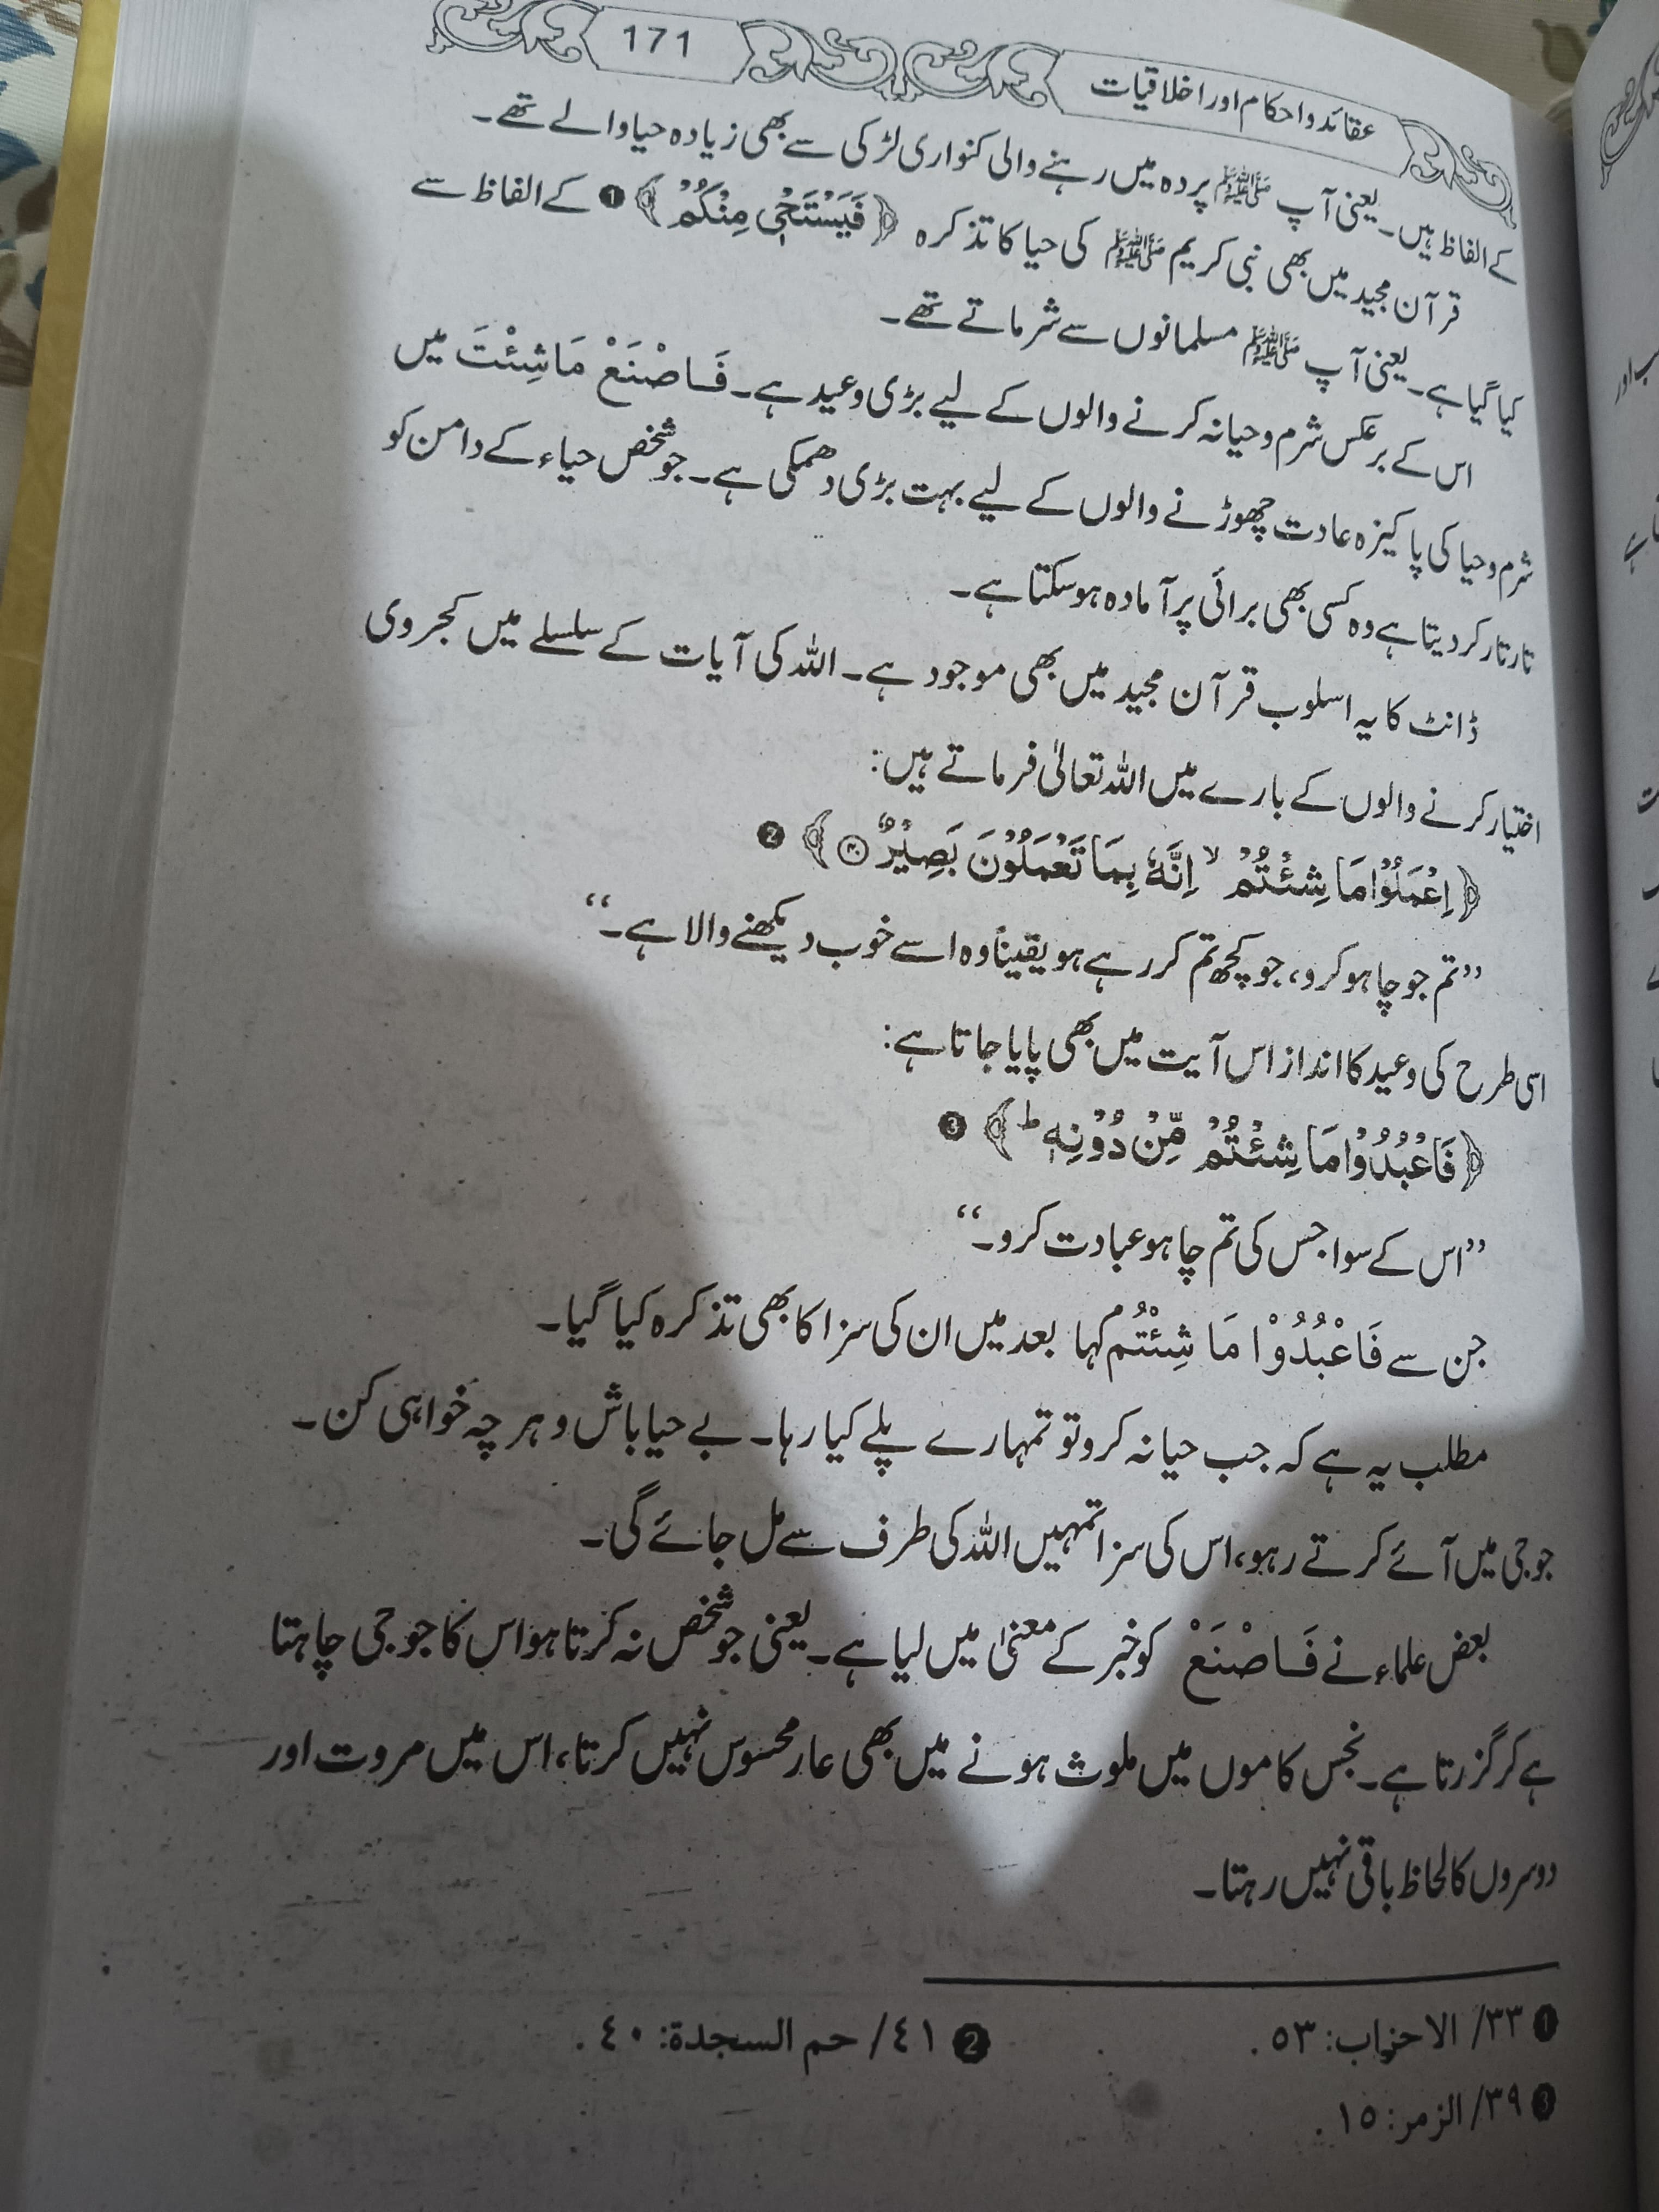 عقائد و احکام اور اخلاقیات 171
کے الفاظ ہیں۔ یعنی آپ ﷺ پردہ میں رہنے والی کنواری لڑکی سے بھی زیادہ حیا والے تھے۔
قرآن مجید میں بھی نبی کریم ﷺ کی حیا کا تذکرہ ﴿فَیَسْتَحْیٖ مِنْكُمْ ﴾ ❶ کے الفاظ سے
کیا گیا ہے۔ یعنی آپ ﷺ مسلمانوں سے شرماتے تھے۔
اس کے برعکس شرم و حیا نہ کرنے والوں کے لیے بڑی وعید ہے۔ فَاصْنَعْ مَاشِئْتَ میں
شرم و حیا کی پاکیزہ عادت چھوڑنے والوں کے لیے بہت بڑی دھمکی ہے۔ جو شخص حیاء کے دامن کو
تار تار کر دیتا ہے وہ کسی بھی برائی پر آمادہ ہو سکتا ہے۔
ڈانٹ کا یہ اسلوب قرآن مجید میں بھی موجود ہے۔ اللہ کی آیات کے سلسلے میں کجروی
اختیار کرنے والوں کے بارے میں اللہ تعالیٰ فرماتے ہیں:
﴿اِعْمَلُوْا مَا شِئْتُمْ ۙ اِنَّهٗ بِمَا تَعْمَلُوْنَ بَصِیْرٌ ۴۰﴾ ❷
’’تم جو چاہو کرو، جو کچھ تم کر رہے ہو یقیناً وہ اسے خوب دیکھنے والا ہے۔‘‘
اسی طرح کی وعید کا انداز اس آیت میں بھی پایا جاتا ہے:
﴿فَاعْبُدُوْا مَا شِئْتُمْ مِّنْ دُوْنِهٖ ؕ ﴾ ❸
’’اس کے سوا جس کی تم چاہو عبادت کرو۔‘‘
جن سے فَاعْبُدُوْا مَا شِئْتُمْ کہا بعد میں ان کی سزا کا بھی تذکرہ کیا گیا۔
مطلب یہ ہے کہ جب حیا نہ کرو تو تمہارے پلے کیا رہا۔ بے حیا باش و ہر چہ خواہی کن۔
جو جی میں آئے کرتے رہو، اس کی سزا تمہیں اللہ کی طرف سے مل جائے گی۔
بعض علماء نے فَاصْنَعْ کو خبر کے معنیٰ میں لیا ہے۔ یعنی جو شخص نہ کرتا ہو اس کا جو جی چاہتا
ہے کر گزرتا ہے۔ نجس کاموں میں ملوث ہونے میں بھی عار محسوس نہیں کرتا، اس میں مروت اور
دوسروں کا لحاظ باقی نہیں رہتا۔
❶ ٣٣/ الاحزاب: ٥٣. ❷ ٤١/ حم السجدة: ٤٠.
❸ ٣٩/ الزمر: ١٥.